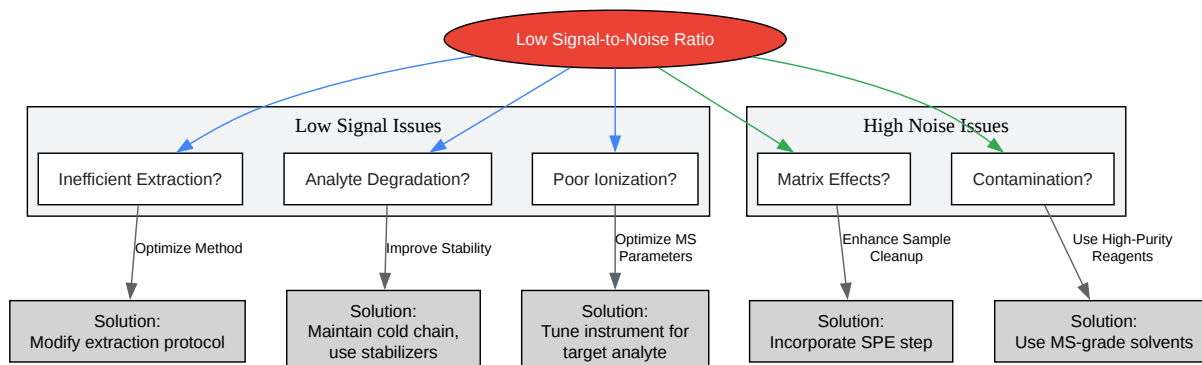 Low Signal-to-Noise Ratio
Low Signal Issues
High Noise Issues
Inefficient Extraction?
Analyte Degradation?
Poor Ionization?
Matrix Effects?
Contamination?
Optimize Method
Improve Stability
Optimize MS
Parameters
Enhance Sample
Cleanup
Use High-Purity
Reagents
Solution:
Modify extraction protocol
Solution:
Maintain cold chain,
use stabilizers
Solution:
Tune instrument for
target analyte
Solution:
Incorporate SPE step
Solution:
Use MS-grade solvents